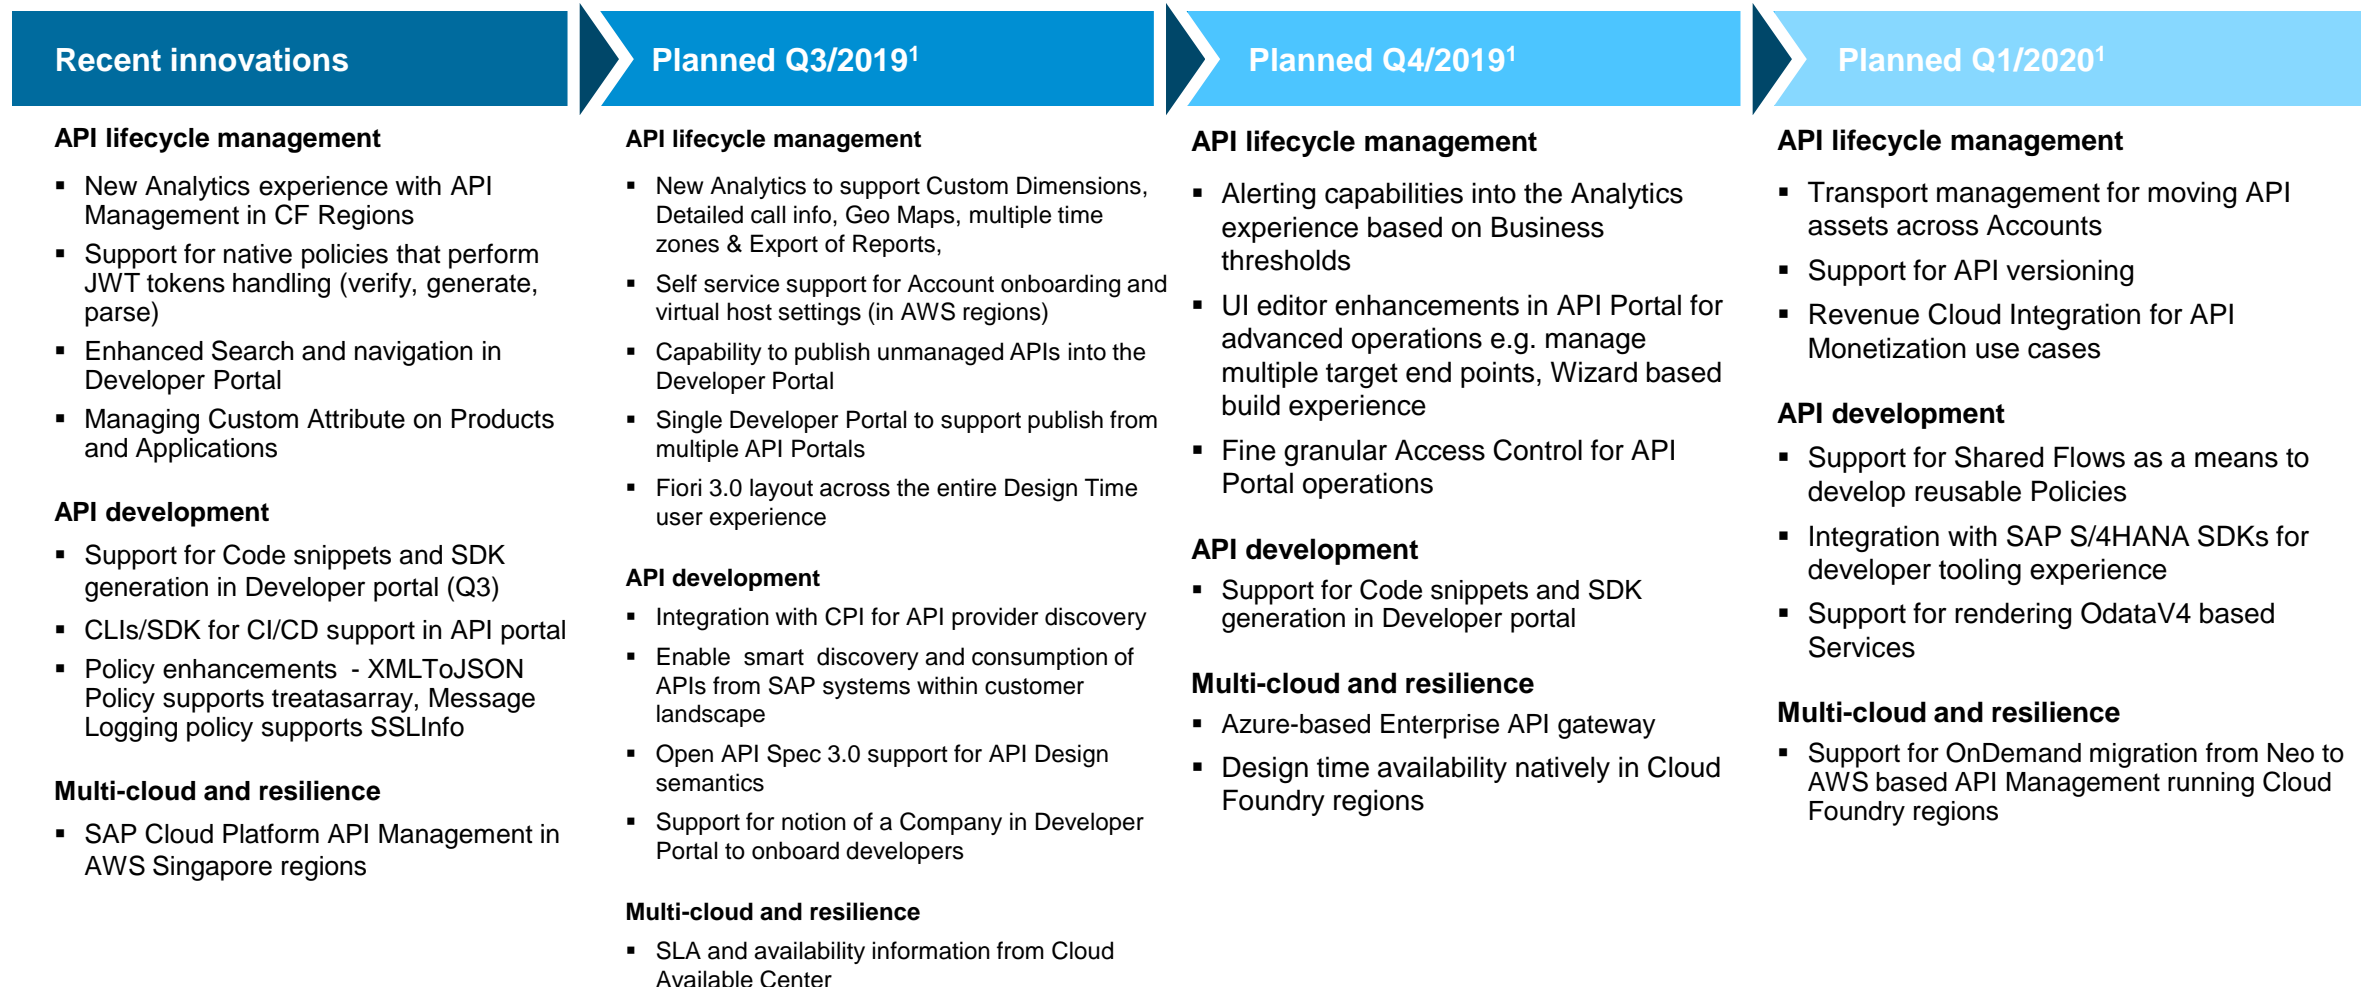 Recent innovations
Planned Q3/2019¹
Planned Q4/2019¹
Planned Q1/2020¹
API lifecycle management
▪ New Analytics experience with API
Management in CF Regions
▪ Support for native policies that perform
JWT tokens handling (verify, generate,
parse)
▪ Enhanced Search and navigation in
Developer Portal
▪ Managing Custom Attribute on Products
and Applications
API development
▪ Support for Code snippets and SDK
generation in Developer portal (Q3)
▪ CLIs/SDK for CI/CD support in API portal
▪ Policy enhancements  - XMLToJSON
Policy supports treatasarray, Message
Logging policy supports SSLInfo
Multi-cloud and resilience
▪ SAP Cloud Platform API Management in
AWS Singapore regions
API lifecycle management
▪ New Analytics to support Custom Dimensions,
Detailed call info, Geo Maps, multiple time
zones & Export of Reports,
▪ Self service support for Account onboarding and
virtual host settings (in AWS regions)
▪ Capability to publish unmanaged APIs into the
Developer Portal
▪ Single Developer Portal to support publish from
multiple API Portals
▪ Fiori 3.0 layout across the entire Design Time
user experience
API development
▪ Integration with CPI for API provider discovery
▪ Enable  smart  discovery and consumption of
APIs from SAP systems within customer
landscape
▪ Open API Spec 3.0 support for API Design
semantics
▪ Support for notion of a Company in Developer
Portal to onboard developers
Multi-cloud and resilience
▪ SLA and availability information from Cloud
Available Center
API lifecycle management
▪ Alerting capabilities into the Analytics
experience based on Business
thresholds
▪ UI editor enhancements in API Portal for
advanced operations e.g. manage
multiple target end points, Wizard based
build experience
▪ Fine granular Access Control for API
Portal operations
API development
▪ Support for Code snippets and SDK
generation in Developer portal
Multi-cloud and resilience
▪ Azure-based Enterprise API gateway
▪ Design time availability natively in Cloud
Foundry regions
API lifecycle management
▪ Transport management for moving API
assets across Accounts
▪ Support for API versioning
▪ Revenue Cloud Integration for API
Monetization use cases
API development
▪ Support for Shared Flows as a means to
develop reusable Policies
▪ Integration with SAP S/4HANA SDKs for
developer tooling experience
▪ Support for rendering OdataV4 based
Services
Multi-cloud and resilience
▪ Support for OnDemand migration from Neo to
AWS based API Management running Cloud
Foundry regions